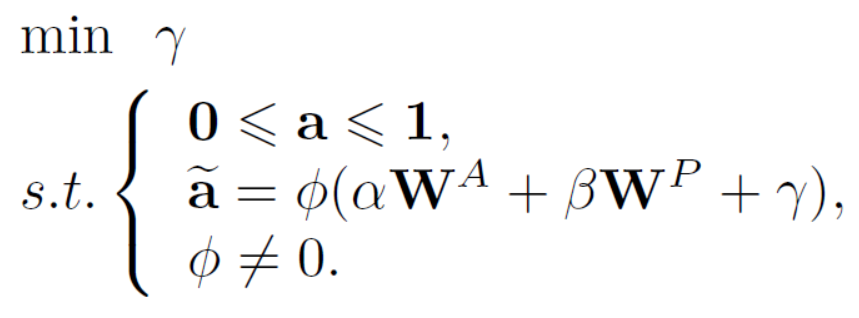 min γ
0 ⩽ a ⩽ 1,
s.t. { ã = φ(αW^A + βW^P + γ),
φ ≠ 0.